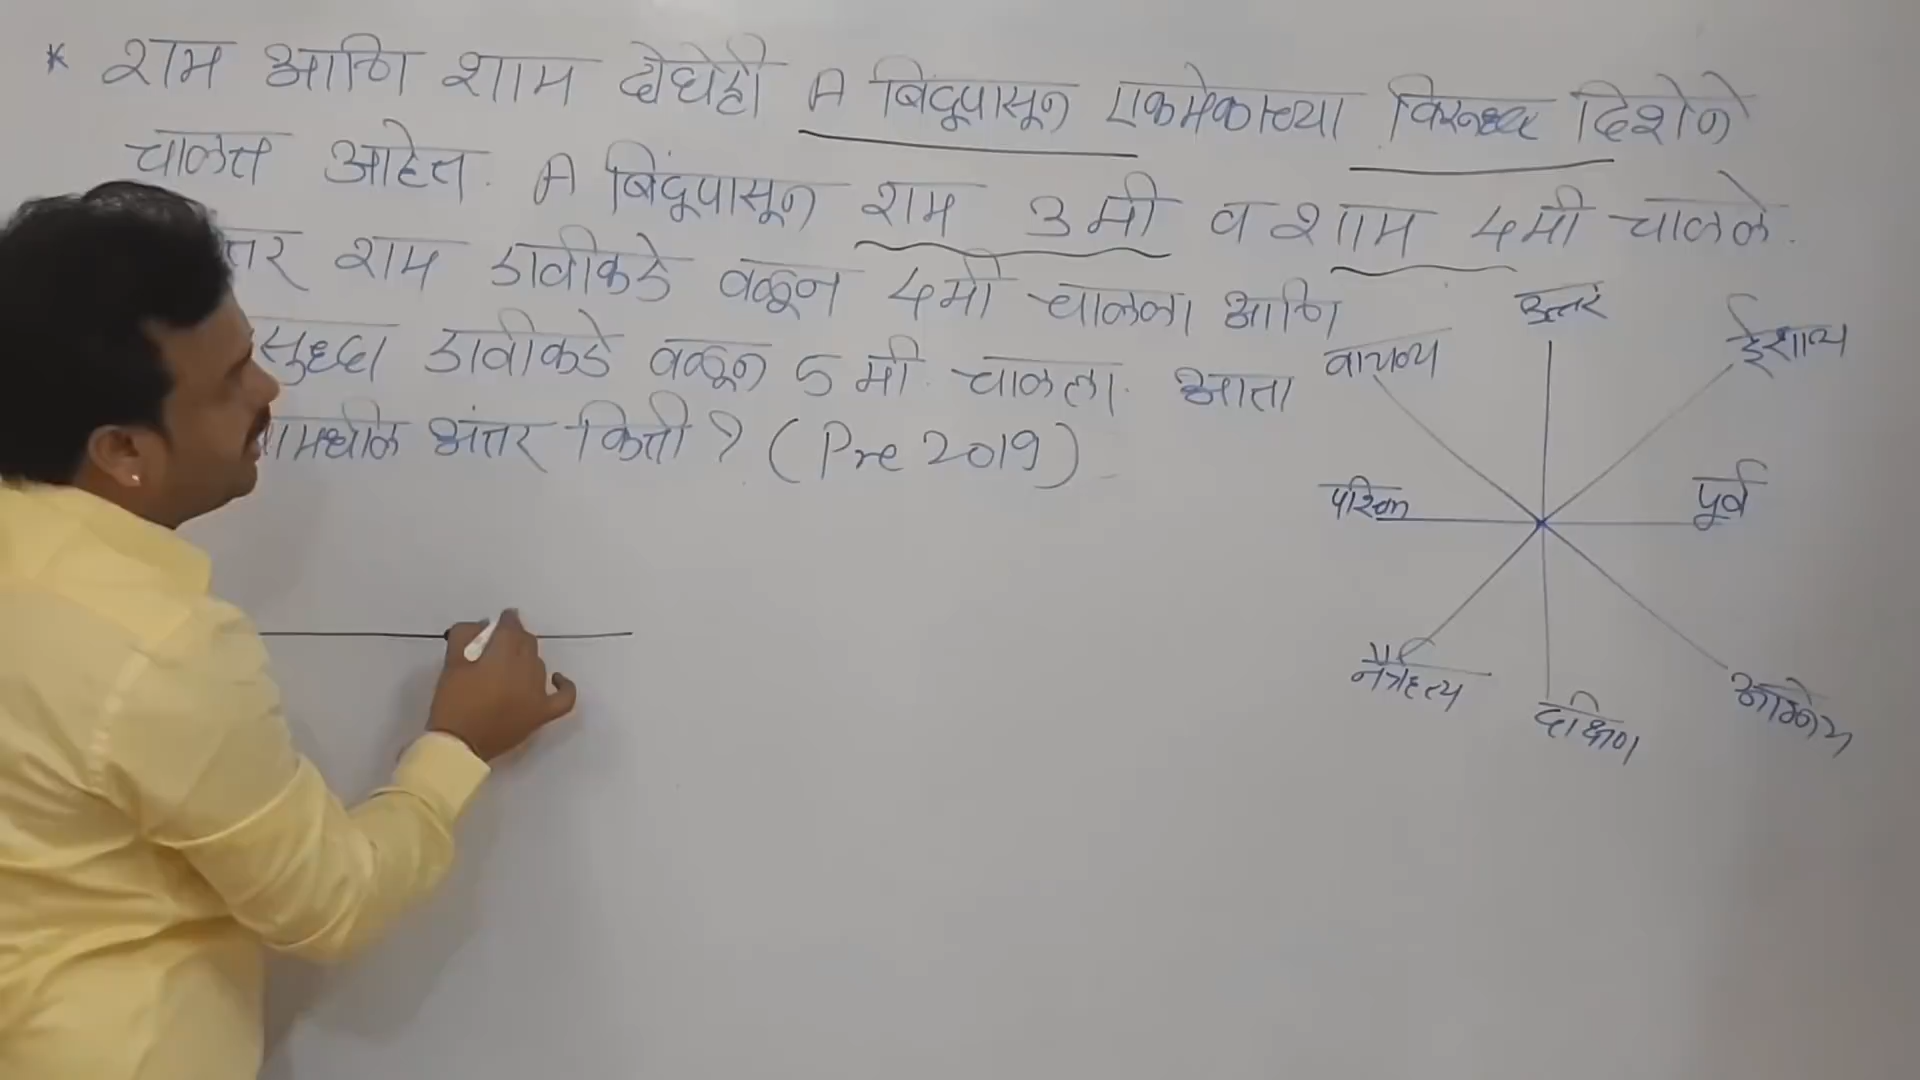 * राम आणि शाम दोघेही A बिंदूपासून एकमेकाच्या विरुध्द दिशेने
चालत आहेत. A बिंदूपासून राम 3 मी व शाम 4 मी चालले.
तर राम डावीकडे वळून 4 मी चालला आणि
सुध्दा डावीकडे वळून 5 मी. चालला. आता
मधील अंतर किती? (Pre 2019)
उत्तर
ईशान्य
वायव्य
पश्चिम
पूर्व
नैऋत्य
दक्षिण
आग्नेय